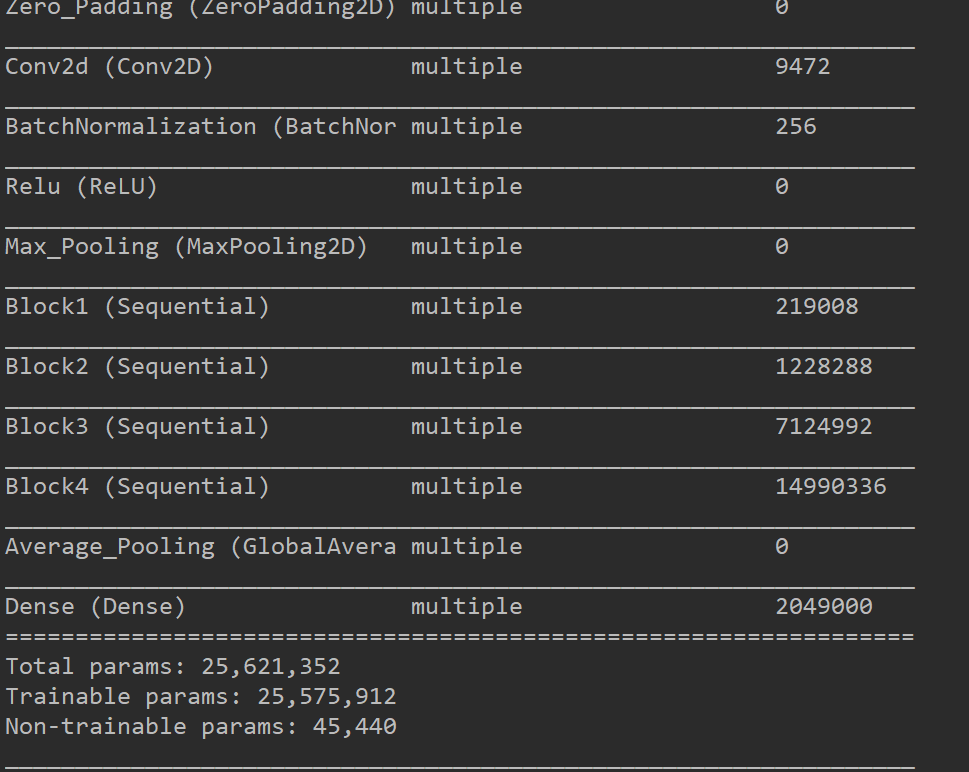 Zero_Padding (ZeroPadding2D) multiple 0
_________________________________________________________________
Conv2d (Conv2D) multiple 9472
_________________________________________________________________
BatchNormalization (BatchNor multiple 256
_________________________________________________________________
Relu (ReLU) multiple 0
_________________________________________________________________
Max_Pooling (MaxPooling2D) multiple 0
_________________________________________________________________
Block1 (Sequential) multiple 219008
_________________________________________________________________
Block2 (Sequential) multiple 1228288
_________________________________________________________________
Block3 (Sequential) multiple 7124992
_________________________________________________________________
Block4 (Sequential) multiple 14990336
_________________________________________________________________
Average_Pooling (GlobalAvera multiple 0
_________________________________________________________________
Dense (Dense) multiple 2049000
=================================================================
Total params: 25,621,352
Trainable params: 25,575,912
Non-trainable params: 45,440
_________________________________________________________________